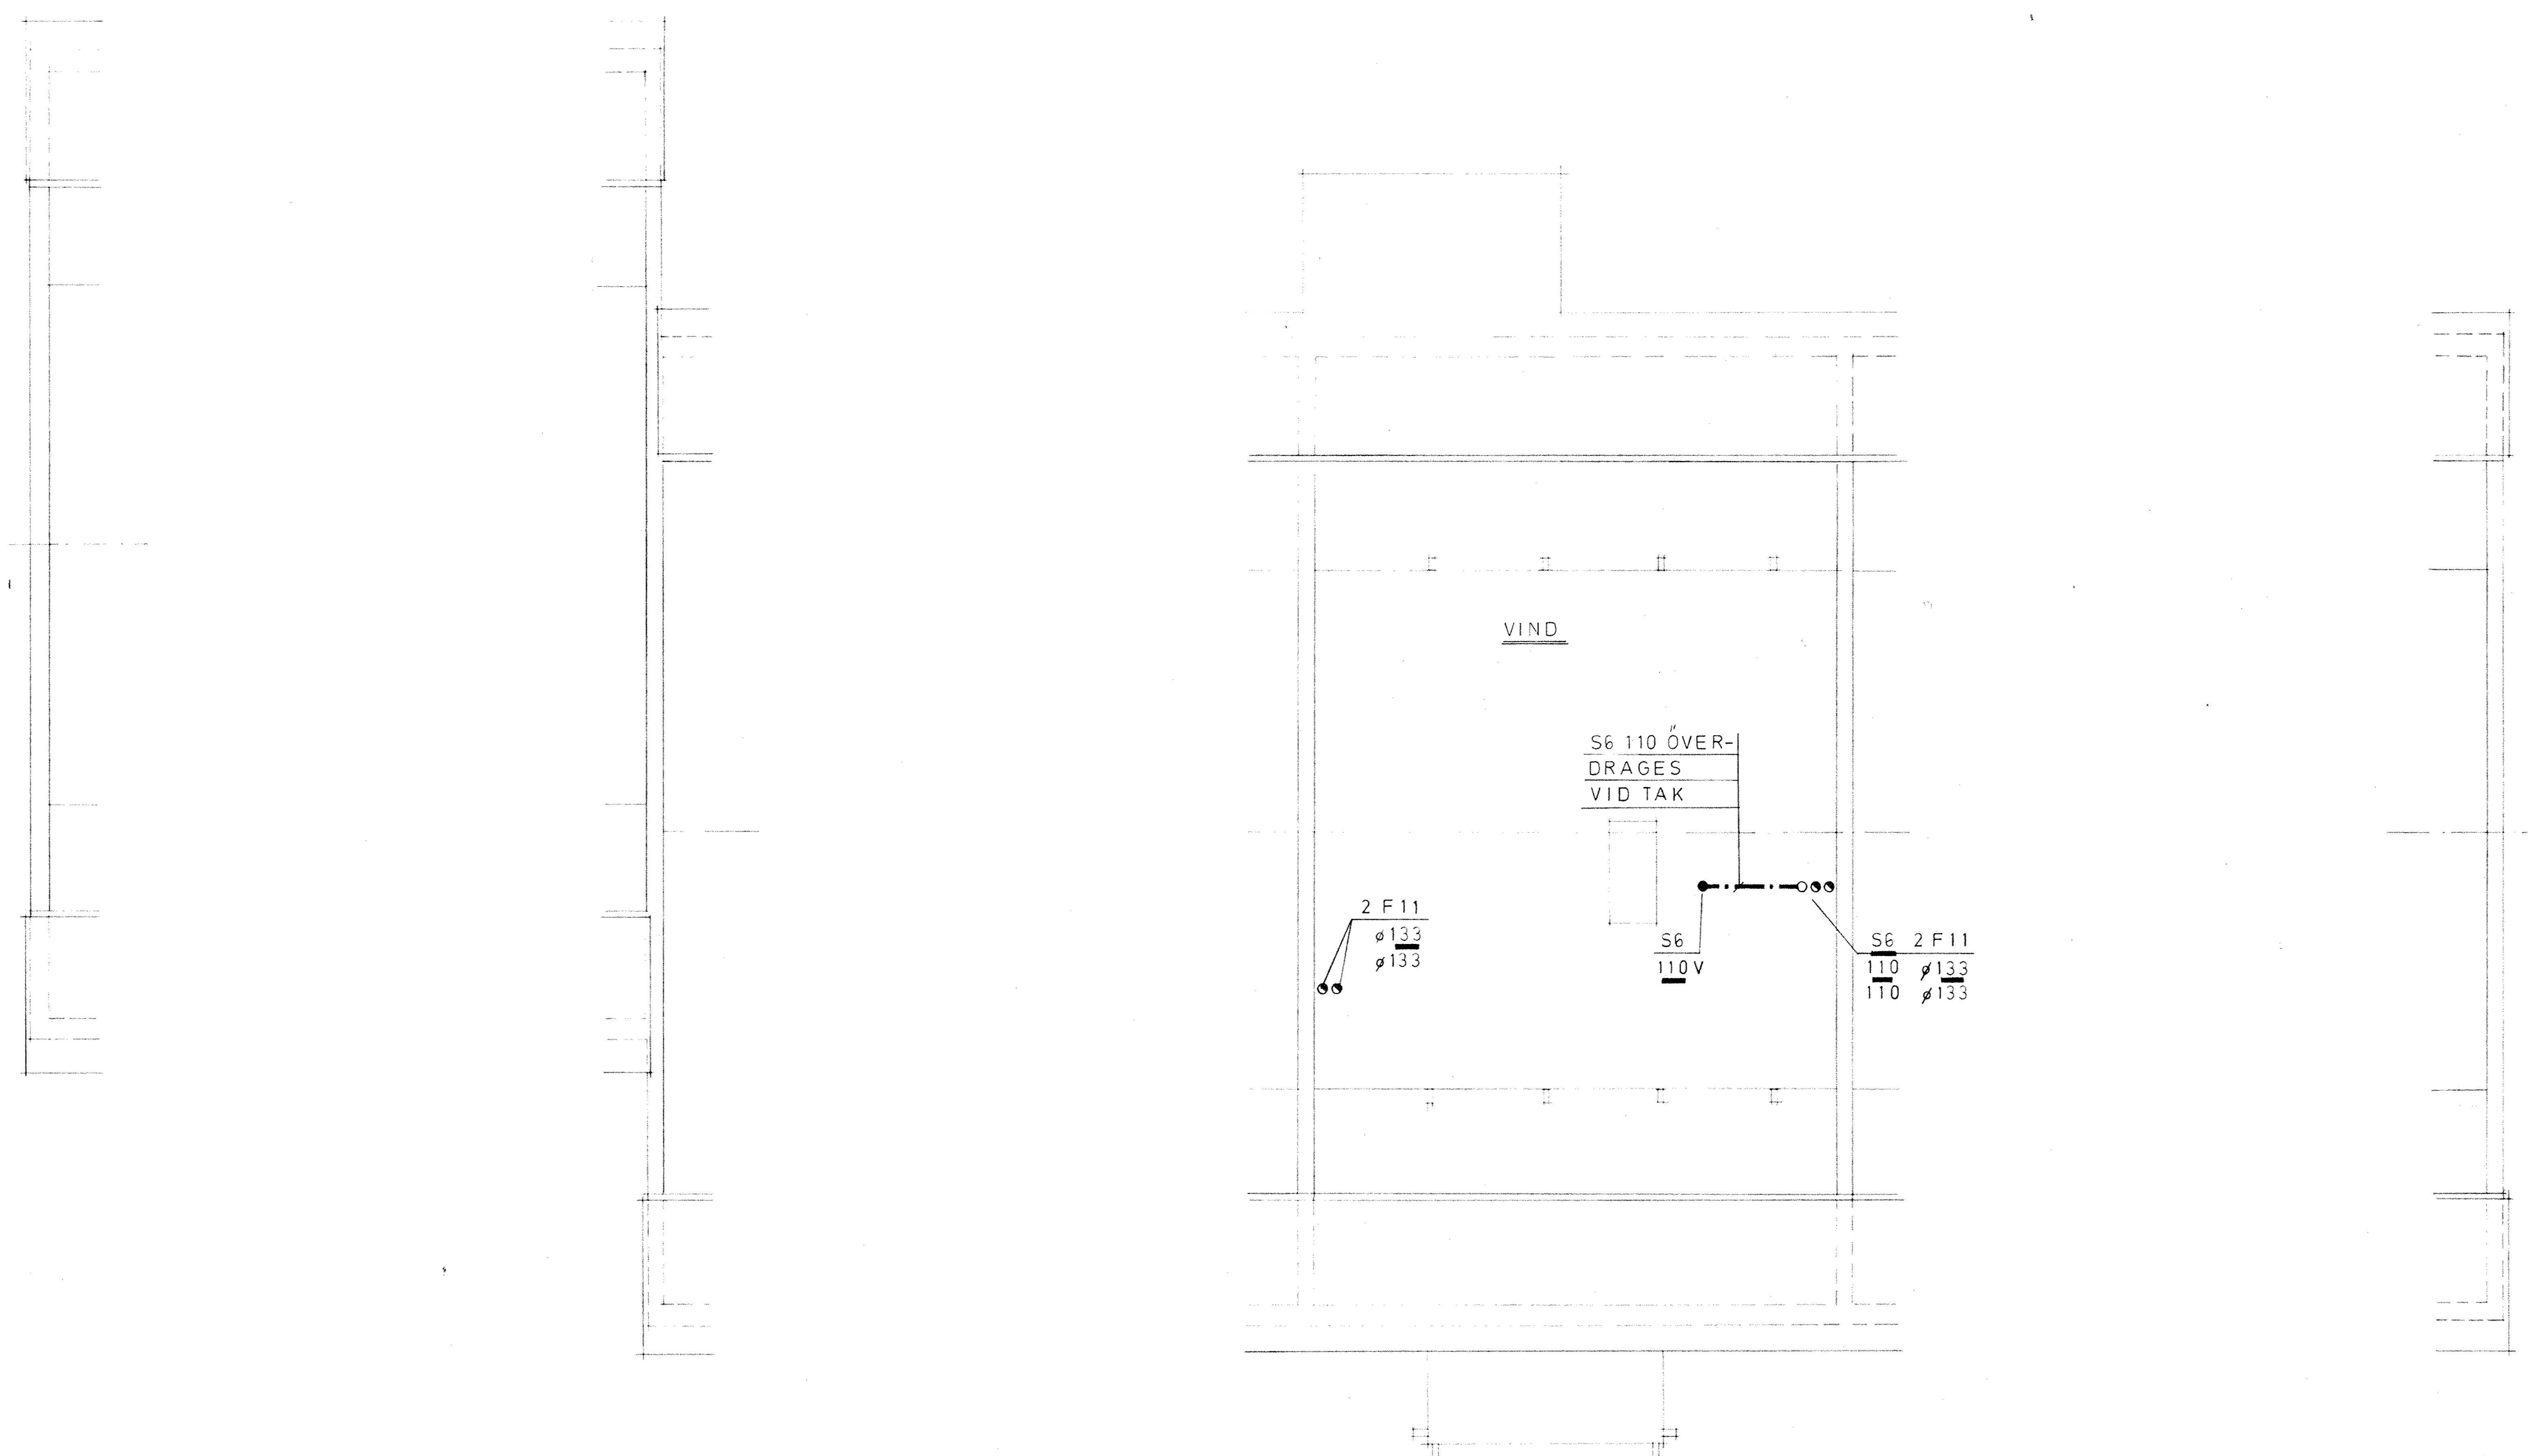 VIND
S6 110 ÖVER-
DRAGES
VID TAK
2 F11
ø133
ø133
S6
110 V
S6 2 F11
110 ø133
110 ø133